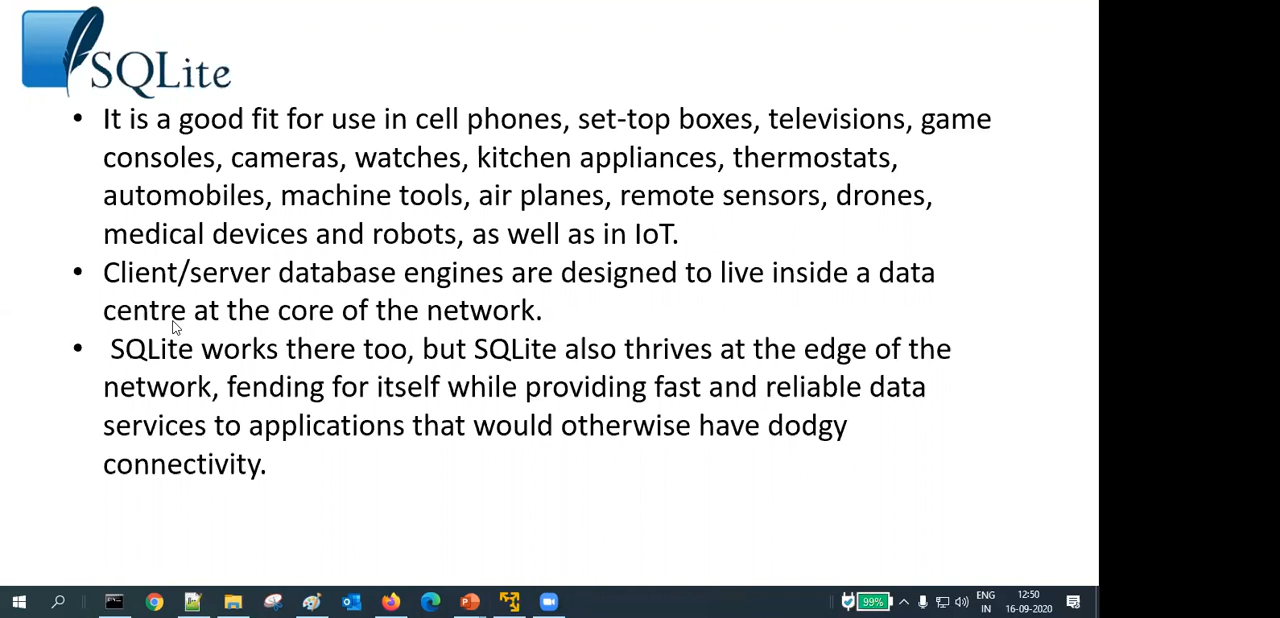 SQLite
• It is a good fit for use in cell phones, set-top boxes, televisions, game
consoles, cameras, watches, kitchen appliances, thermostats,
automobiles, machine tools, air planes, remote sensors, drones,
medical devices and robots, as well as in IoT.
• Client/server database engines are designed to live inside a data
centre at the core of the network.
• SQLite works there too, but SQLite also thrives at the edge of the
network, fending for itself while providing fast and reliable data
services to applications that would otherwise have dodgy
connectivity.
99%
ENG
IN
12:50
16-09-2020